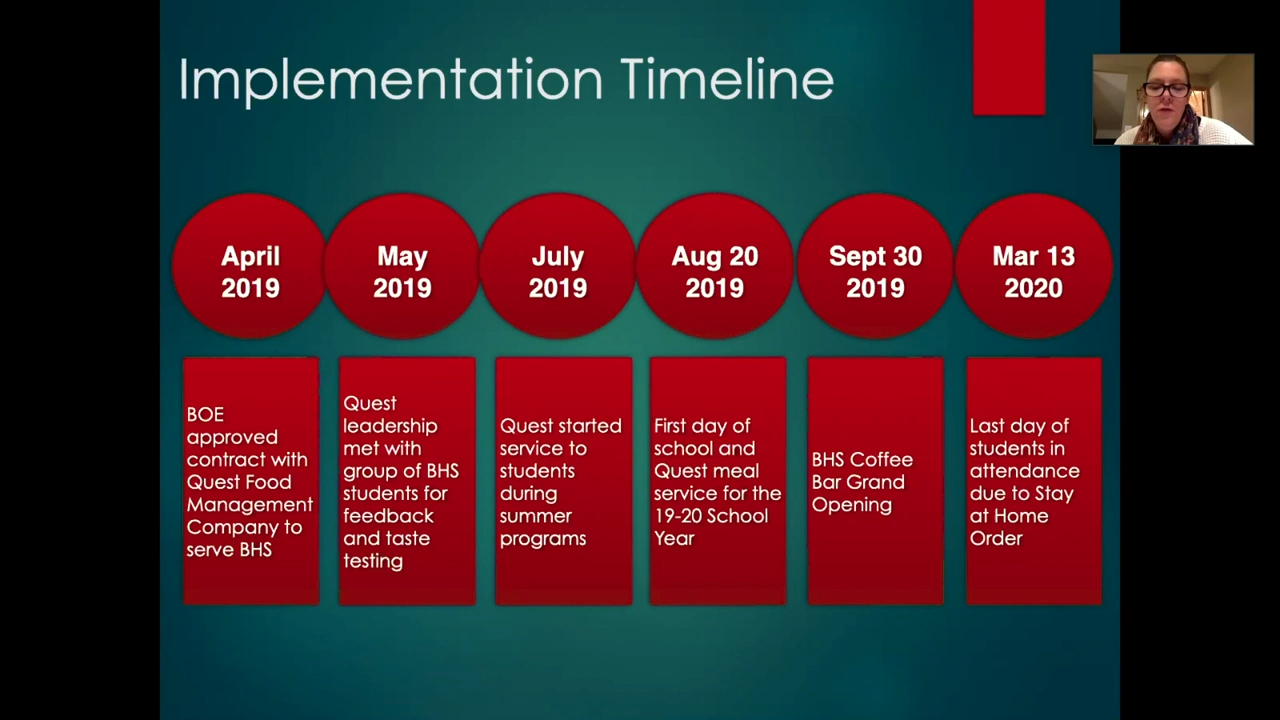 Implementation Timeline
April
2019
May
2019
July
2019
Aug 20
2019
Sept 30
2019
Mar 13
2020
BOE
approved
contract with
Quest Food
Management
Company to
serve BHS
Quest
leadership
met with
group of BHS
students for
feedback
and taste
testing
Quest started
service to
students
during
summer
programs
First day of
school and
Quest meal
service for the
19-20 School
Year
BHS Coffee
Bar Grand
Opening
Last day of
students in
attendance
due to Stay
at Home
Order